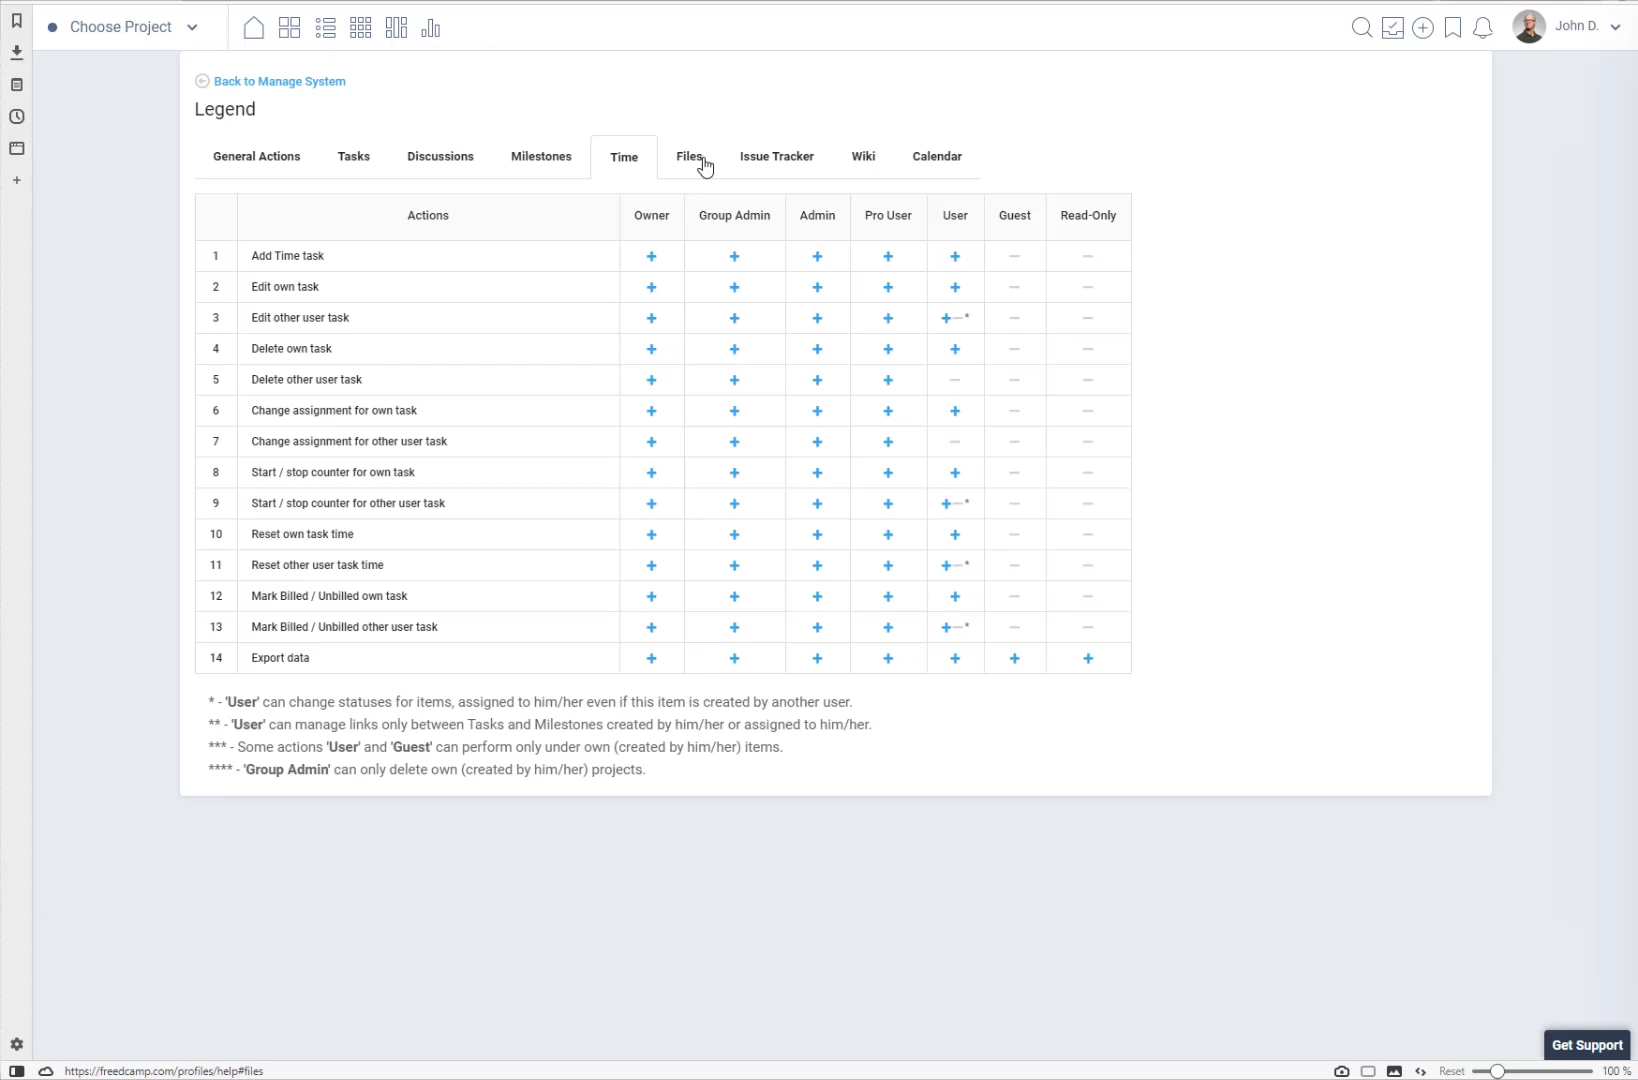 Choose Project
John D.
Back to Manage System
Legend
General Actions Tasks Discussions Milestones Time Files Issue Tracker Wiki Calendar
Actions Owner Group Admin Admin Pro User User Guest Read-Only
1 Add Time task + + + + + — —
2 Edit own task + + + + + — —
3 Edit other user task + + + + +—* — —
4 Delete own task + + + + + — —
5 Delete other user task + + + + — — —
6 Change assignment for own task + + + + + — —
7 Change assignment for other user task + + + + — — —
8 Start / stop counter for own task + + + + + — —
9 Start / stop counter for other user task + + + + +—* — —
10 Reset own task time + + + + + — —
11 Reset other user task time + + + + +—* — —
12 Mark Billed / Unbilled own task + + + + + — —
13 Mark Billed / Unbilled other user task + + + + +—* — —
14 Export data + + + + + + +
* - 'User' can change statuses for items, assigned to him/her even if this item is created by another user.
** - 'User' can manage links only between Tasks and Milestones created by him/her or assigned to him/her.
*** - Some actions 'User' and 'Guest' can perform only under own (created by him/her) items.
**** - 'Group Admin' can only delete own (created by him/her) projects.
Get Support
https://freedcamp.com/profiles/help#files
Reset 100 %